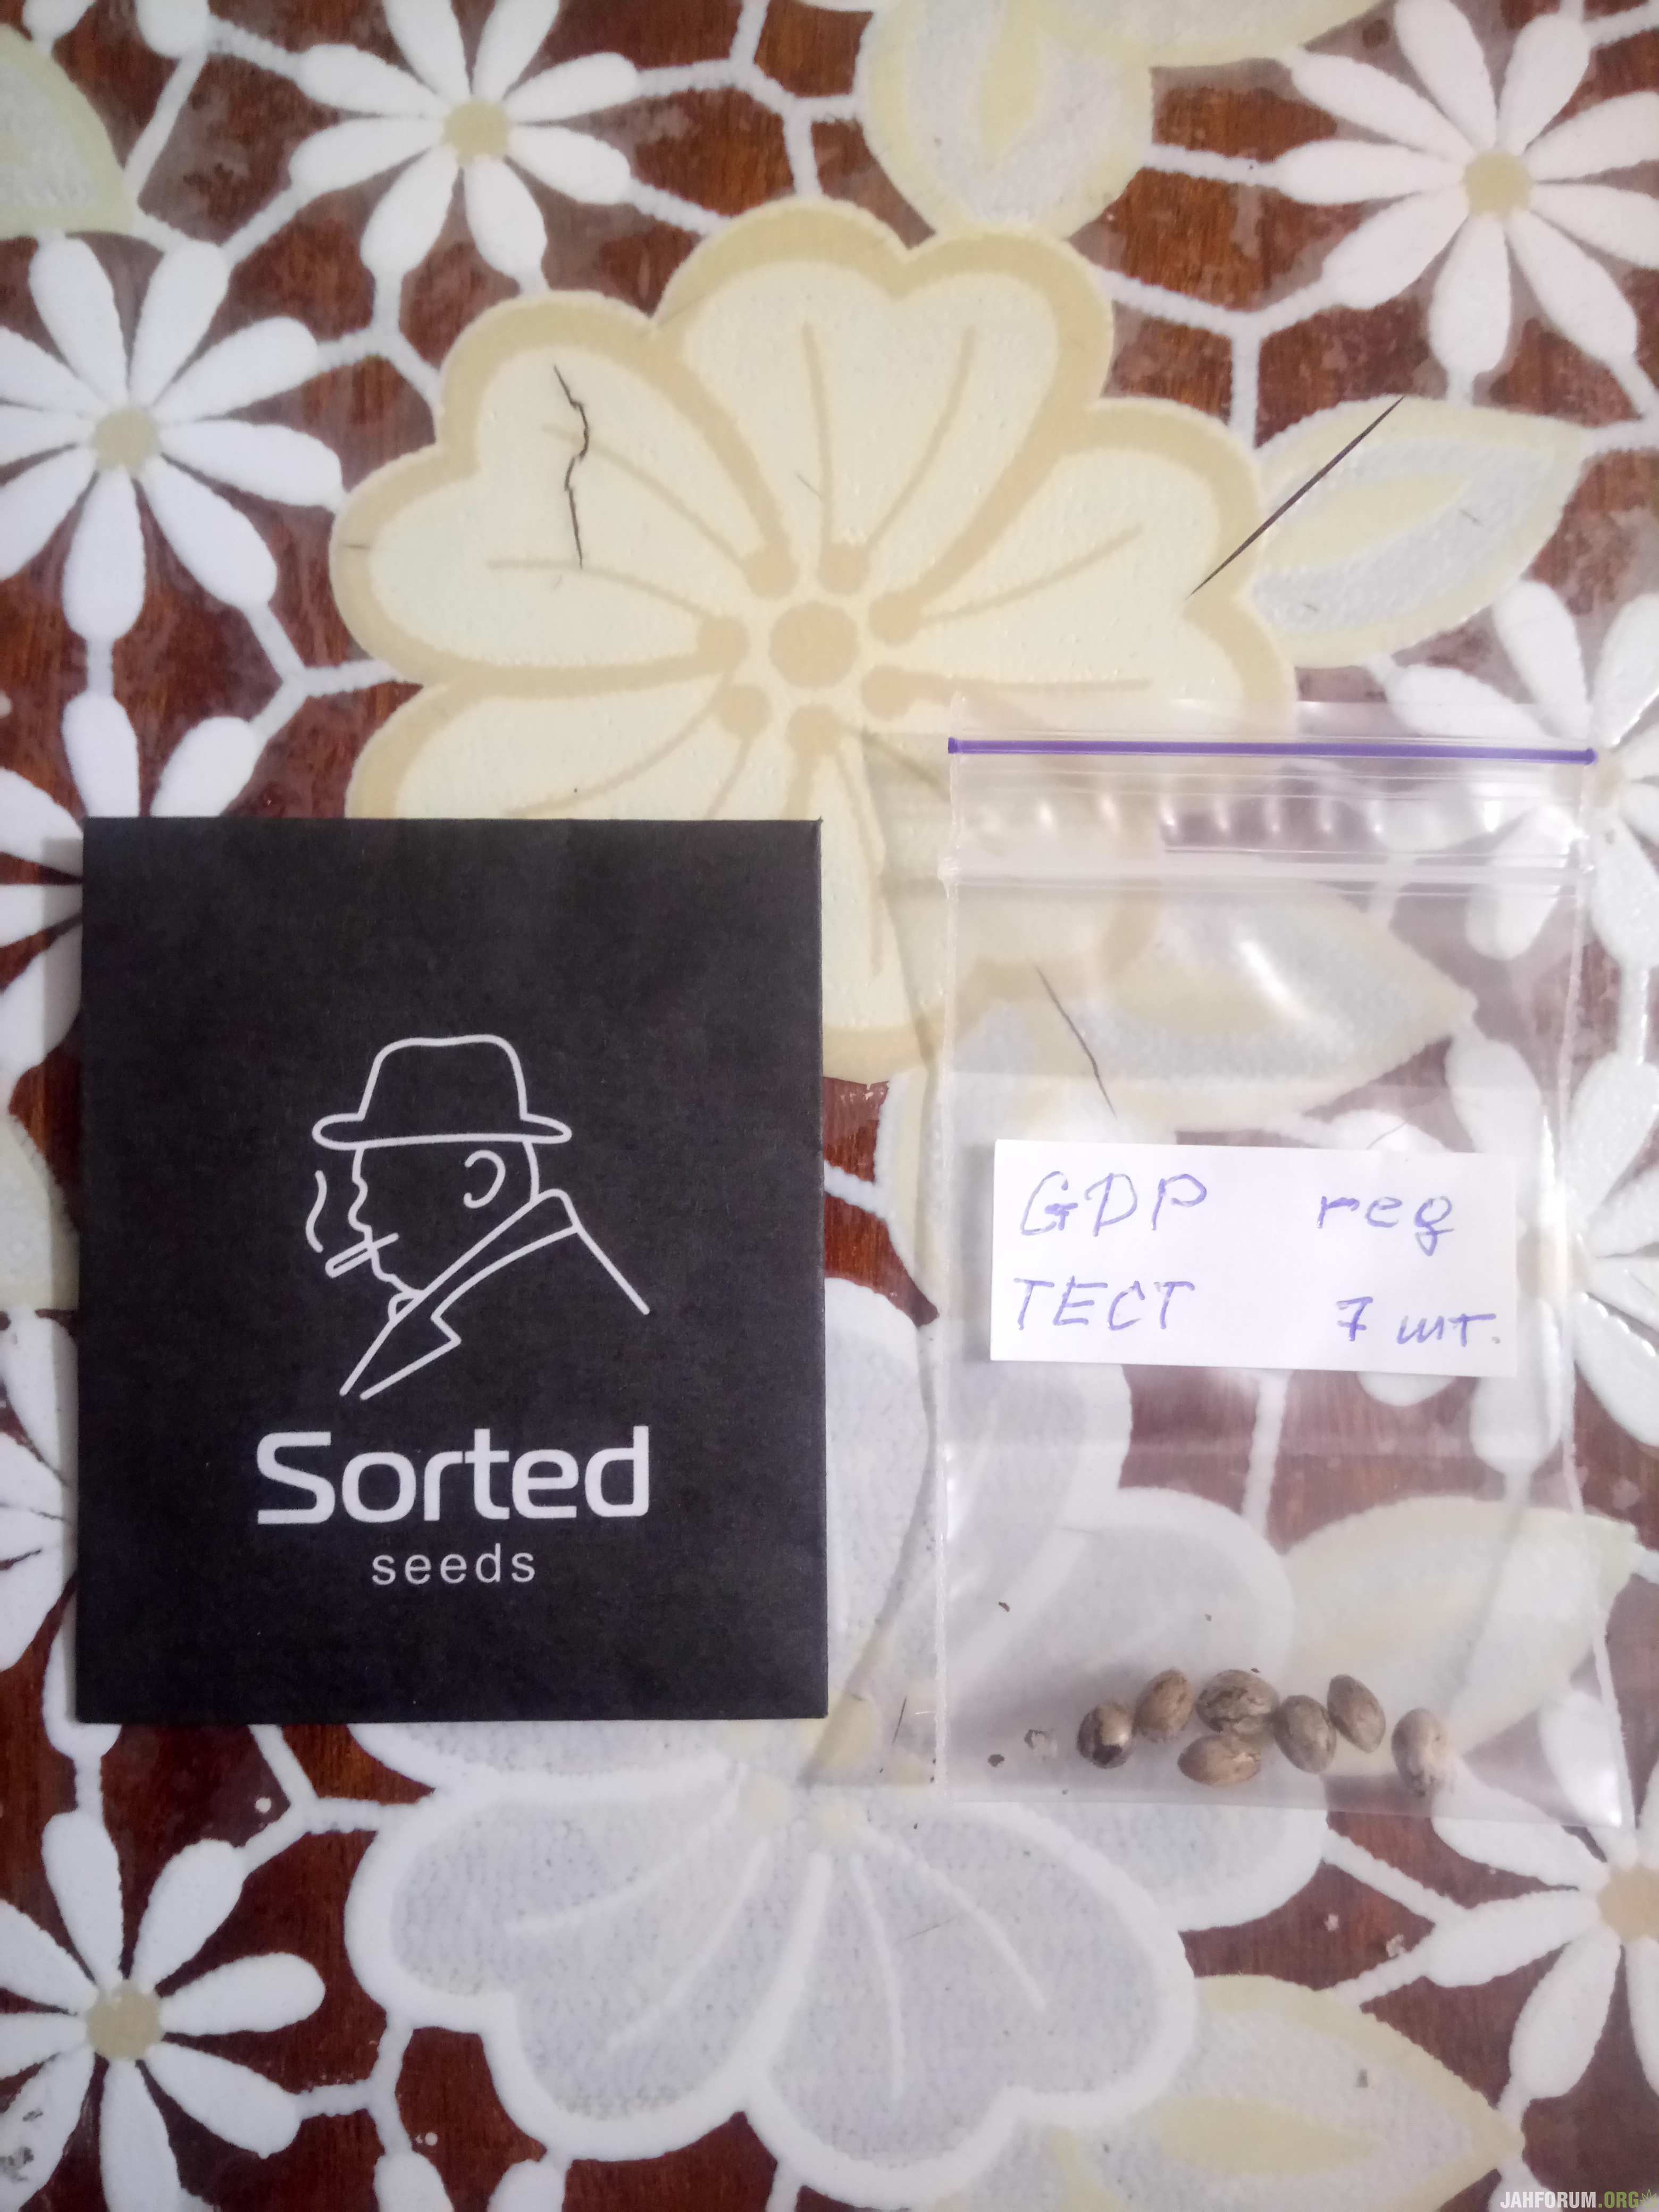 Sorted
seeds
GDP reg
ТЕСТ 7 шт.
JAHFORUM.ORG